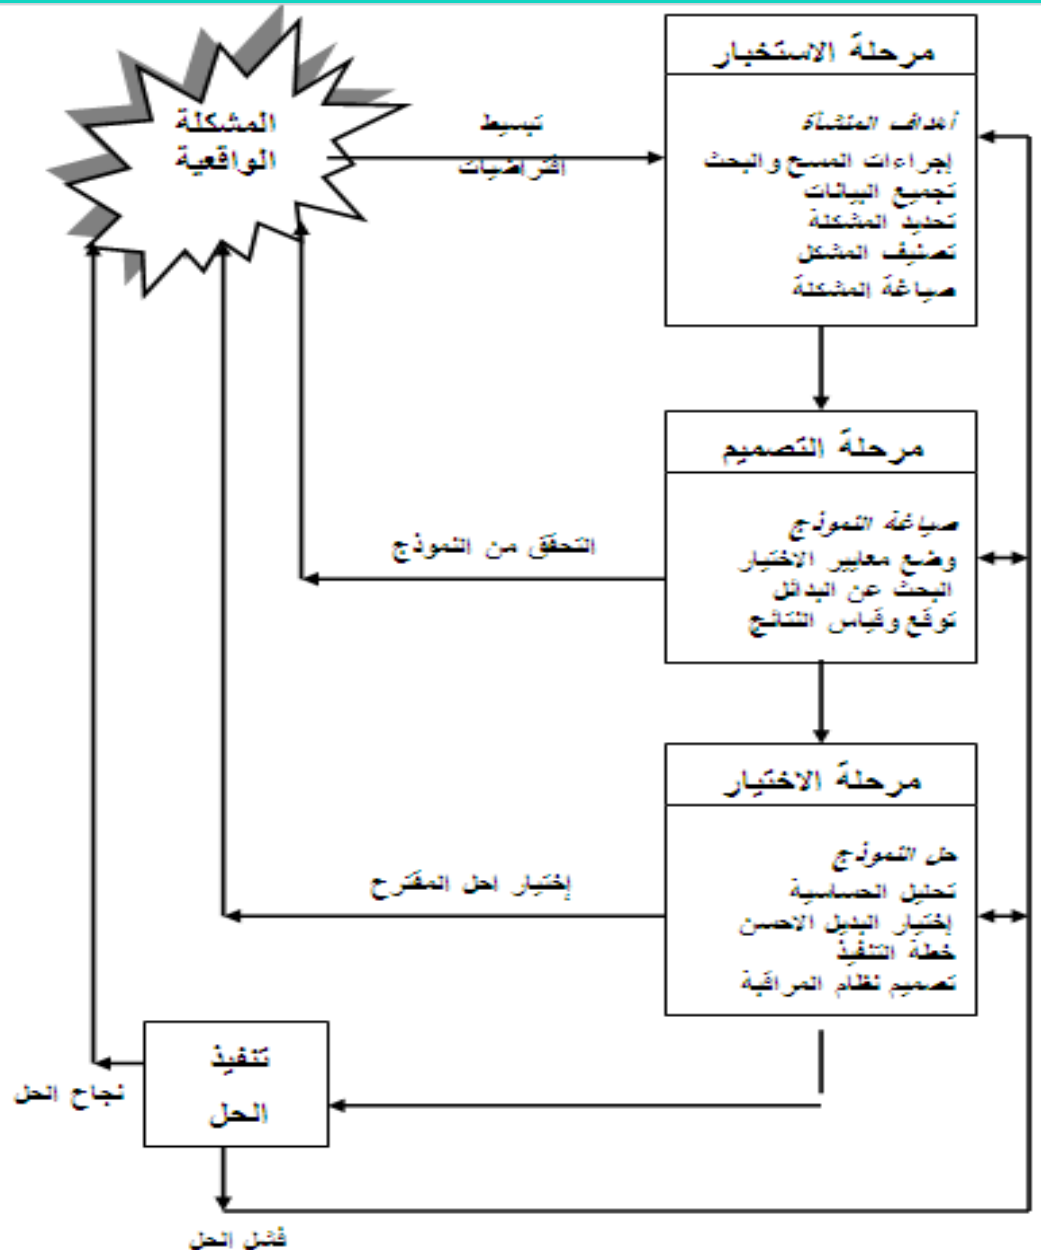 مرحلة الاستخبار
أهداف المنشأة
إجراءات المسح والبحث
تجميع البيانات
تحديد المشكلة
تصنيف المشكل
صياغة المشكلة
المشكلة
الواقعية
تبسيط
افتراضيات
مرحلة التصميم
صياغة النموذج
وضع معايير الاختيار
البحث عن البدائل
توقع وقياس النتائج
التحقق من النموذج
مرحلة الاختيار
حل النموذج
تحليل الحساسية
إختيار البديل الاحسن
خطة التنفيذ
تصميم نظام المراقبة
إختيار احل المقترح
تنفيذ
الحل
نجاح الحل
فشل الحل